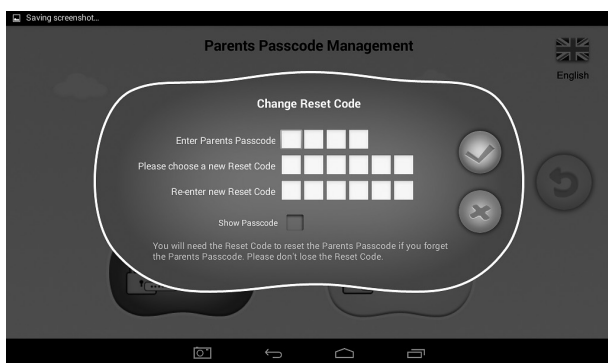 Saving screenshot...
Parents Passcode Management
English
Change Reset Code
Enter Parents Passcode
Please choose a new Reset Code
Re-enter new Reset Code
Show Passcode
You will need the Reset Code to reset the Parents Passcode if you forget
the Parents Passcode. Please don't lose the Reset Code.